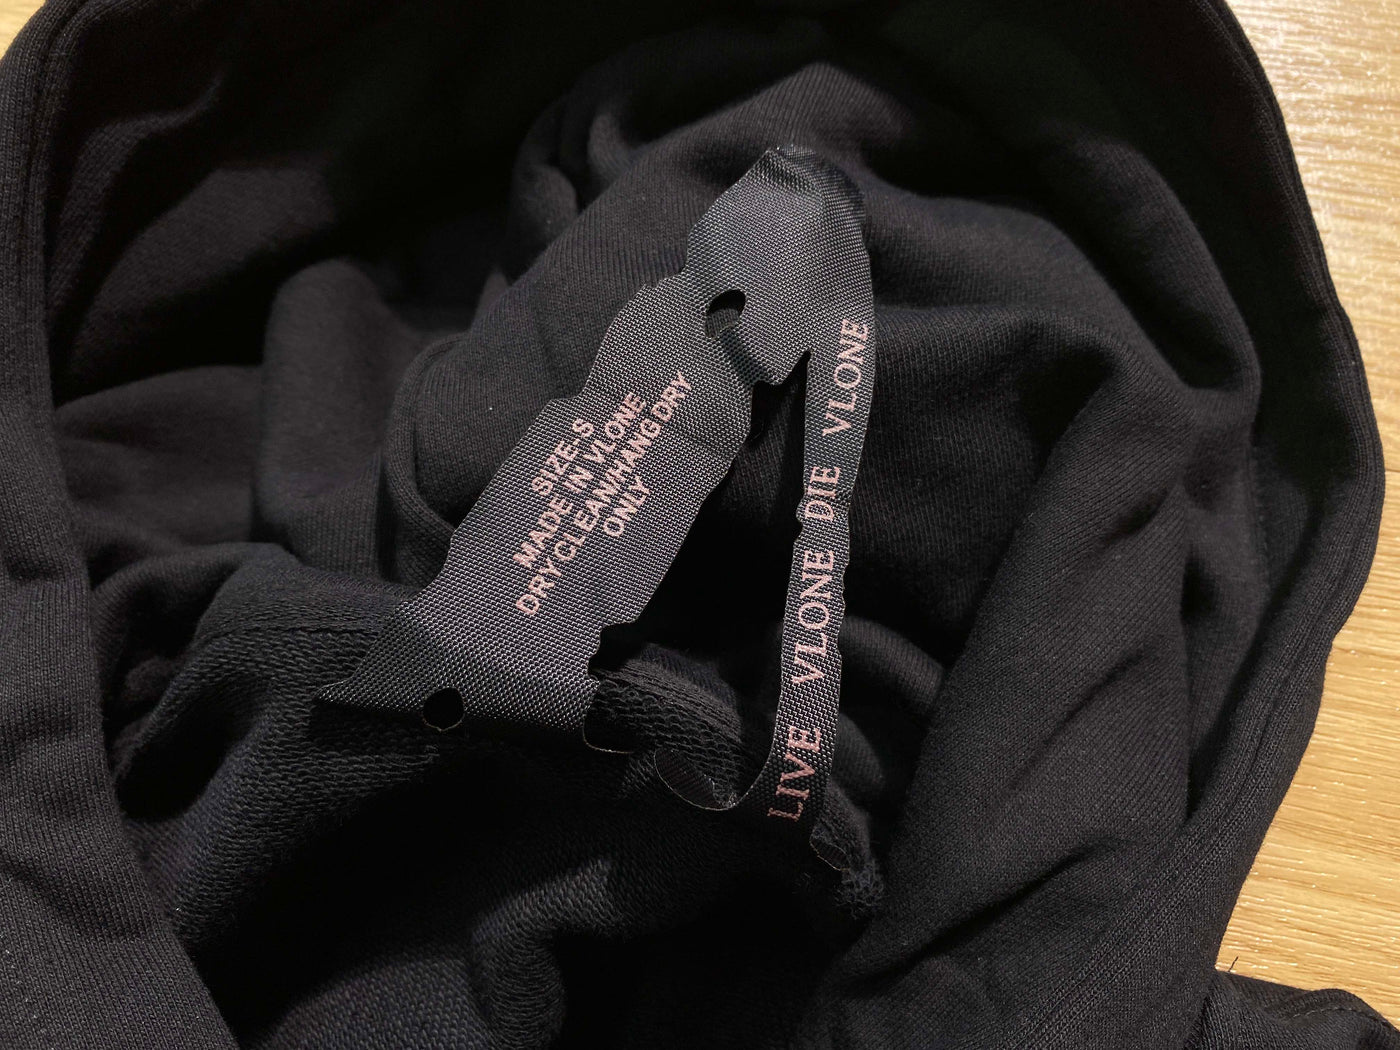 SIZE-S
MADE IN VLONE
DRY CLEAN/HANG DRY
ONLY
LIVE VLONE DIE VLONE